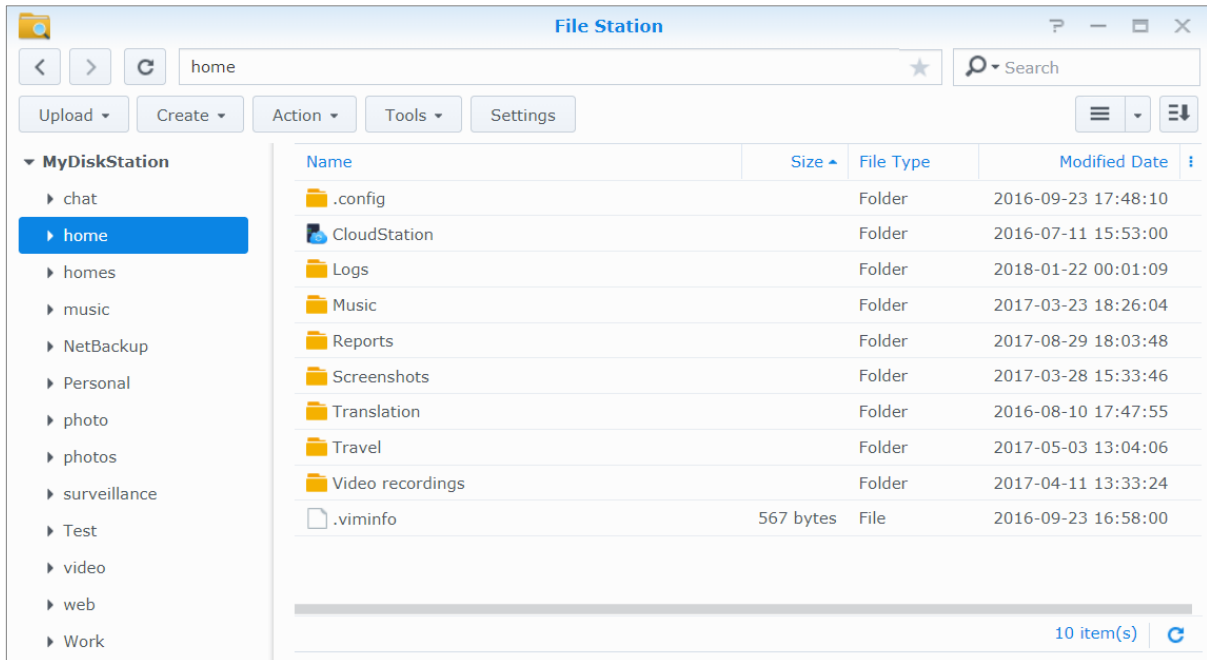 File Station
home
Search
Upload Create Action Tools Settings
MyDiskStation
chat
home
homes
music
NetBackup
Personal
photo
photos
surveillance
Test
video
web
Work
Name Size File Type Modified Date
.config Folder 2016-09-23 17:48:10
CloudStation Folder 2016-07-11 15:53:00
Logs Folder 2018-01-22 00:01:09
Music Folder 2017-03-23 18:26:04
Reports Folder 2017-08-29 18:03:48
Screenshots Folder 2017-03-28 15:33:46
Translation Folder 2016-08-10 17:47:55
Travel Folder 2017-05-03 13:04:06
Video recordings Folder 2017-04-11 13:33:24
.viminfo 567 bytes File 2016-09-23 16:58:00
10 item(s)